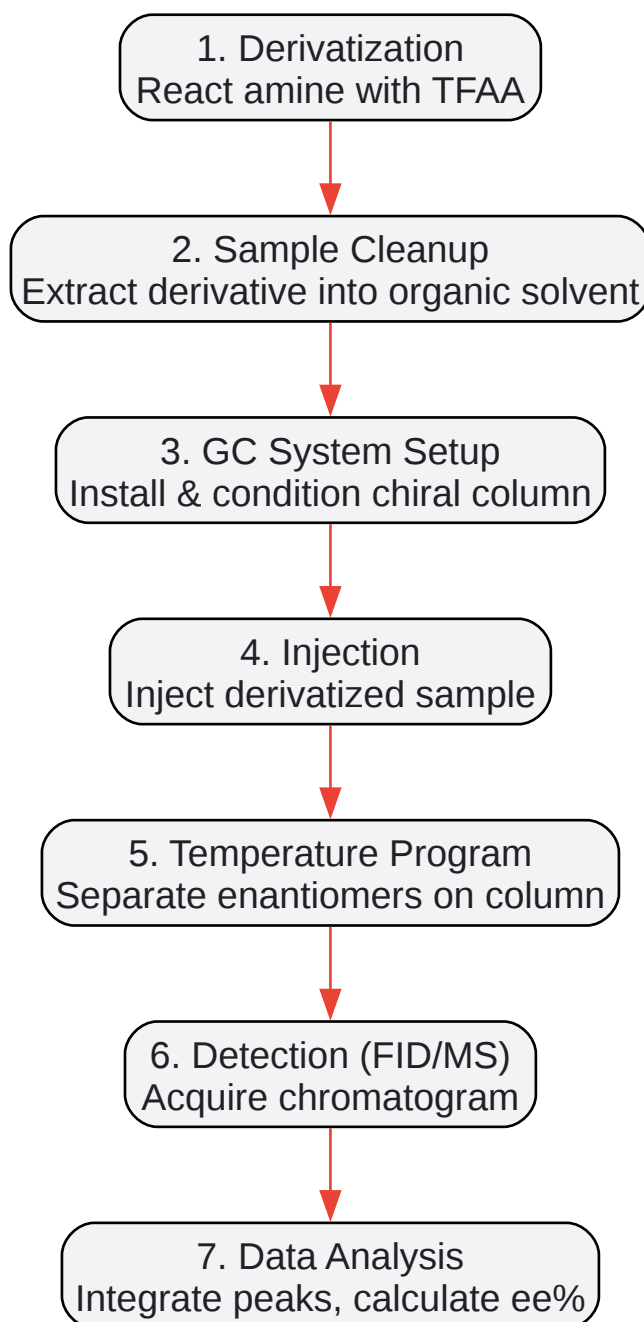 1. Derivatization
React amine with TFAA
2. Sample Cleanup
Extract derivative into organic solvent
3. GC System Setup
Install & condition chiral column
4. Injection
Inject derivatized sample
5. Temperature Program
Separate enantiomers on column
6. Detection (FID/MS)
Acquire chromatogram
7. Data Analysis
Integrate peaks, calculate ee%